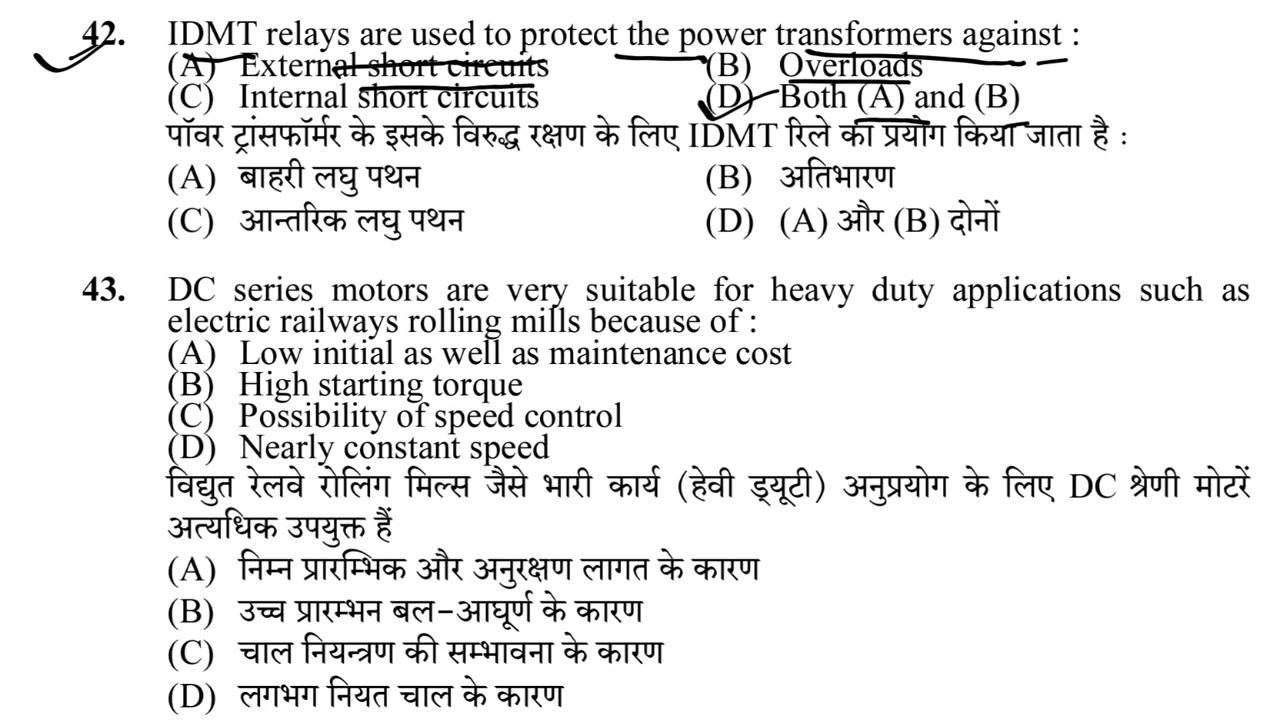 42. IDMT relays are used to protect the power transformers against :
(A) External short circuits (B) Overloads
(C) Internal short circuits (D) Both (A) and (B)
पॉवर ट्रांसफॉर्मर के इसके विरुद्ध रक्षण के लिए IDMT रिले का प्रयोग किया जाता है :
(A) बाहरी लघु पथन (B) अतिभारण
(C) आन्तरिक लघु पथन (D) (A) और (B) दोनों
43. DC series motors are very suitable for heavy duty applications such as
electric railways rolling mills because of :
(A) Low initial as well as maintenance cost
(B) High starting torque
(C) Possibility of speed control
(D) Nearly constant speed
विद्युत रेलवे रोलिंग मिल्स जैसे भारी कार्य (हेवी ड्यूटी) अनुप्रयोग के लिए DC श्रेणी मोटरें
अत्यधिक उपयुक्त हैं
(A) निम्न प्रारम्भिक और अनुरक्षण लागत के कारण
(B) उच्च प्रारम्भन बल-आघूर्ण के कारण
(C) चाल नियन्त्रण की सम्भावना के कारण
(D) लगभग नियत चाल के कारण